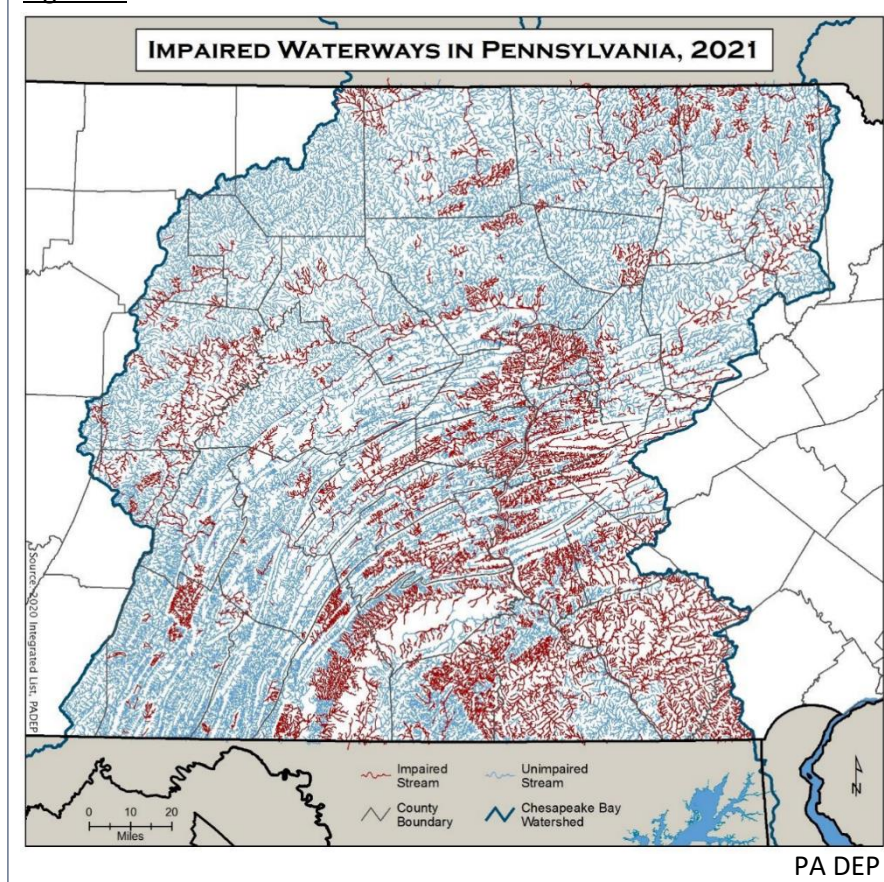 IMPAIRED WATERWAYS IN PENNSYLVANIA, 2021
Source: 2020 Integrated List, PADEP
Impaired
Stream
Unimpaired
Stream
County
Boundary
Chesapeake Bay
Watershed
0 10 20
Miles
N
PA DEP